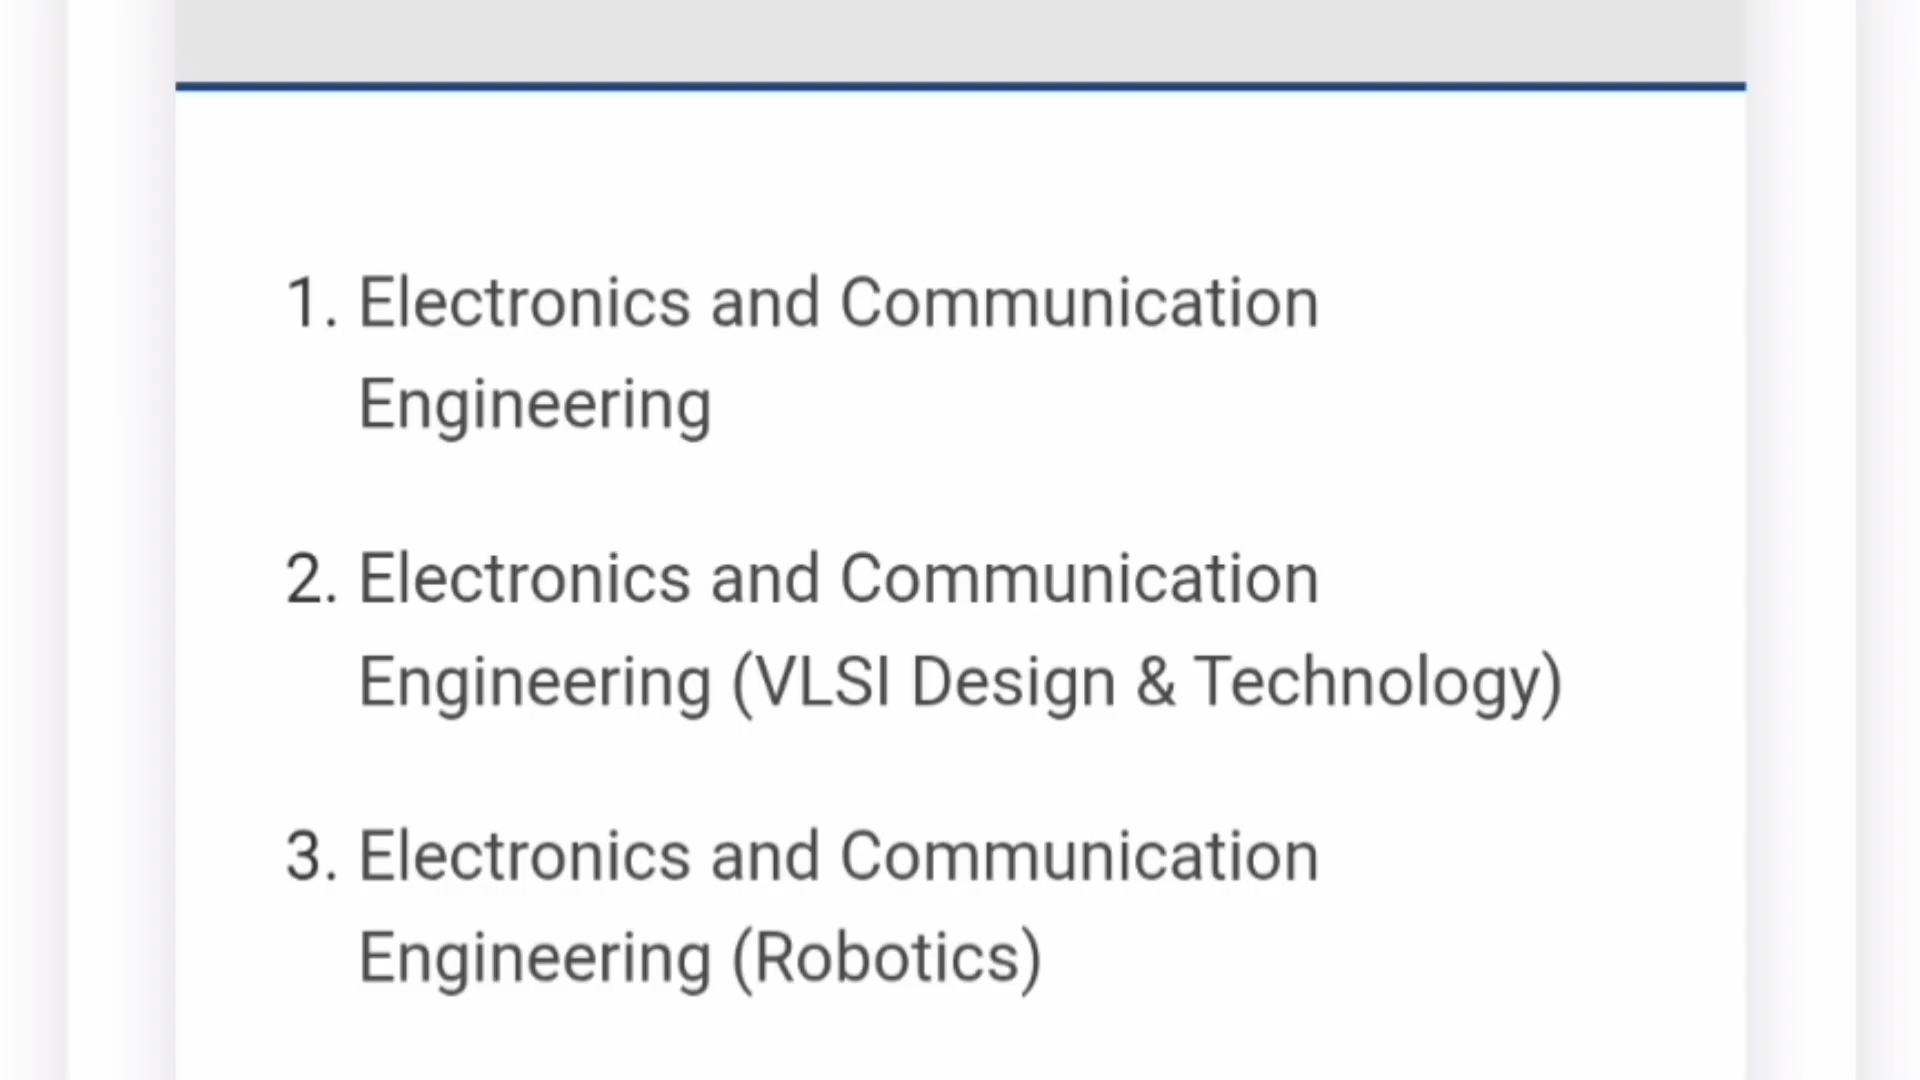 1. Electronics and Communication
Engineering
2. Electronics and Communication
Engineering (VLSI Design & Technology)
3. Electronics and Communication
Engineering (Robotics)